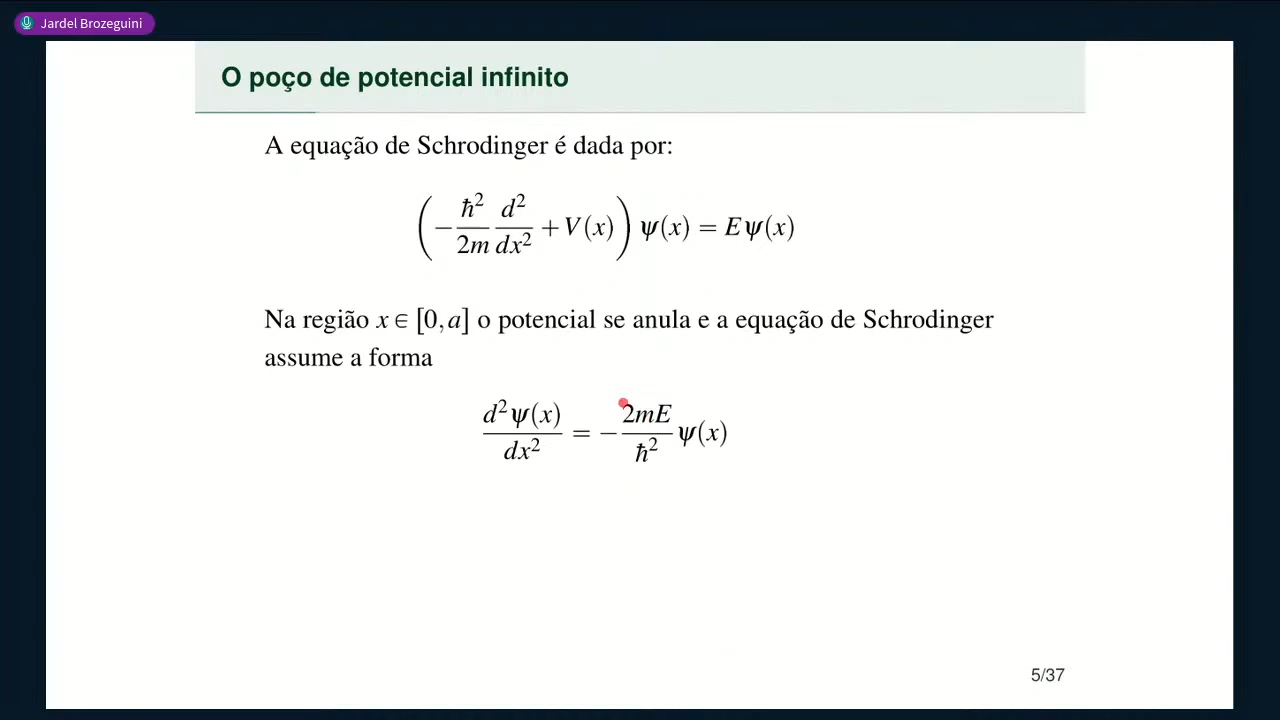 Jardel Brozeguini
O poço de potencial infinito
A equação de Schrodinger é dada por:
(−ℏ²/2m d²/dx² + V(x)) ψ(x) = Eψ(x)
Na região x ∈ [0,a] o potencial se anula e a equação de Schrodinger
assume a forma
d²ψ(x)/dx² = −2mE/ℏ² ψ(x)
5/37